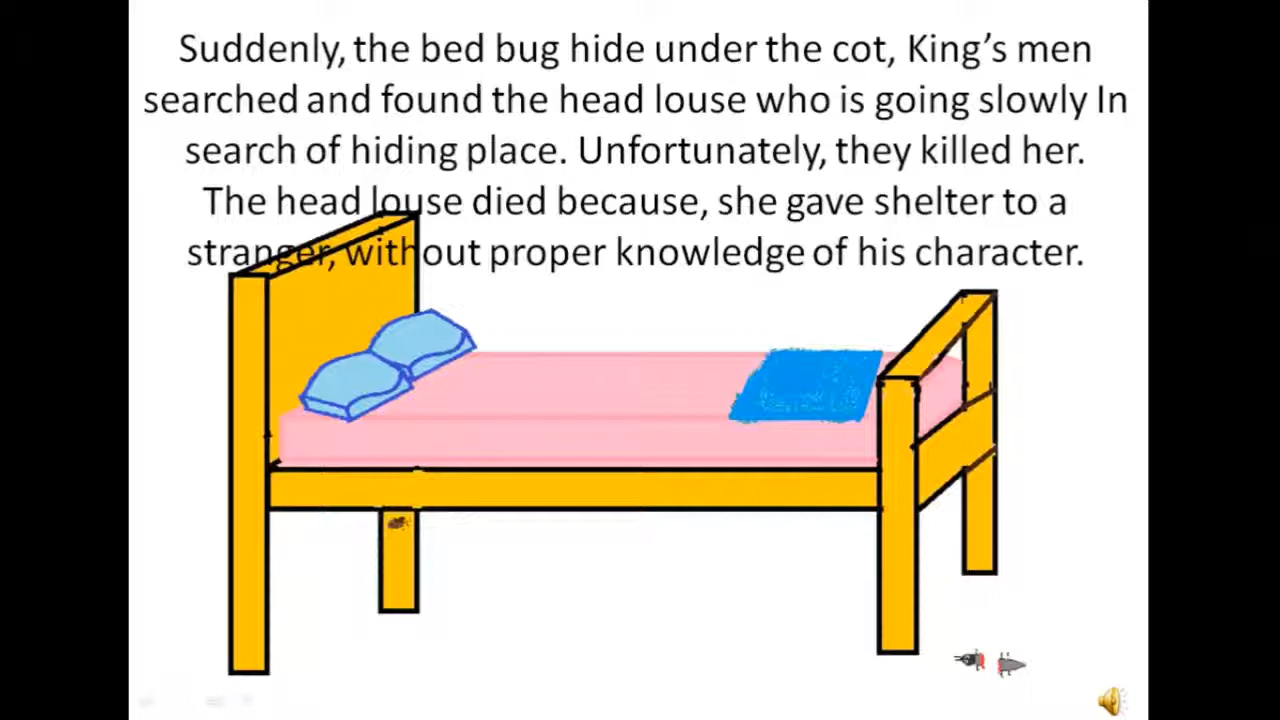 Suddenly, the bed bug hide under the cot, King’s men
searched and found the head louse who is going slowly In
search of hiding place. Unfortunately, they killed her.
The head louse died because, she gave shelter to a
stranger, without proper knowledge of his character.